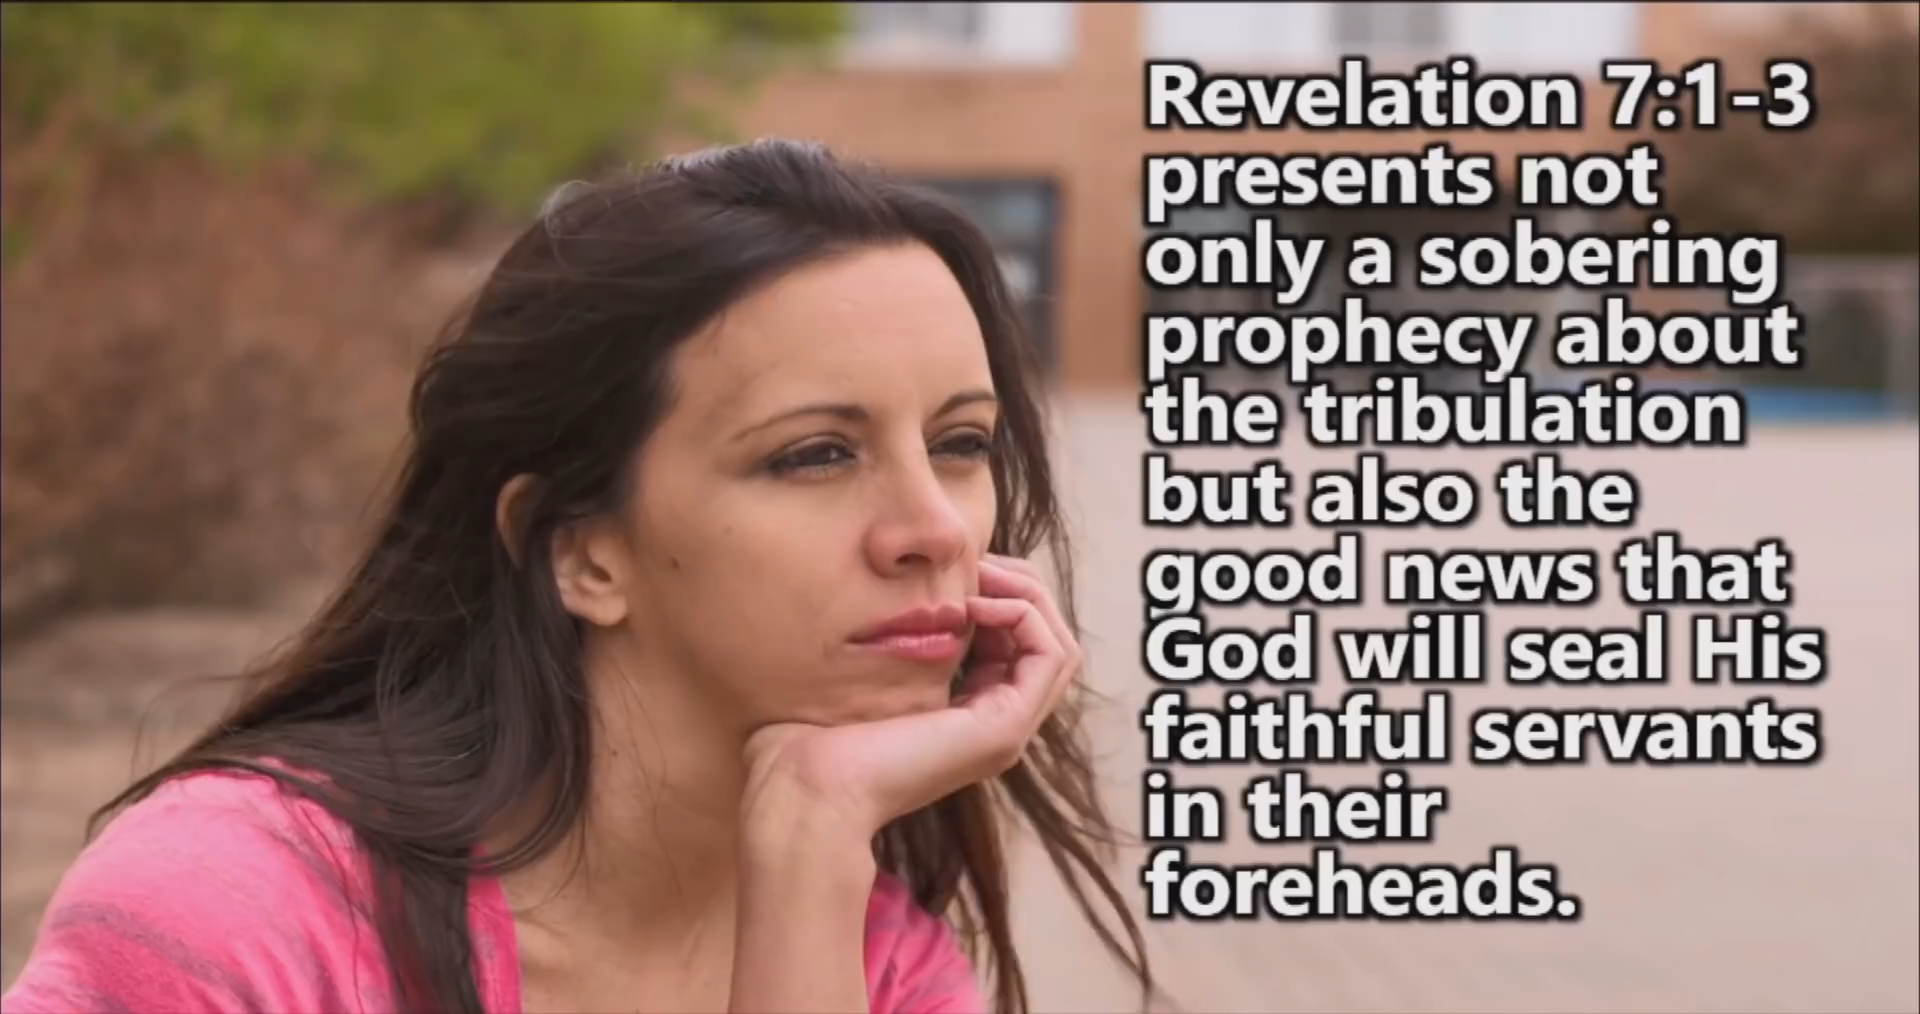 Revelation 7:1-3
presents not
only a sobering
prophecy about
the tribulation
but also the
good news that
God will seal His
faithful servants
in their
foreheads.